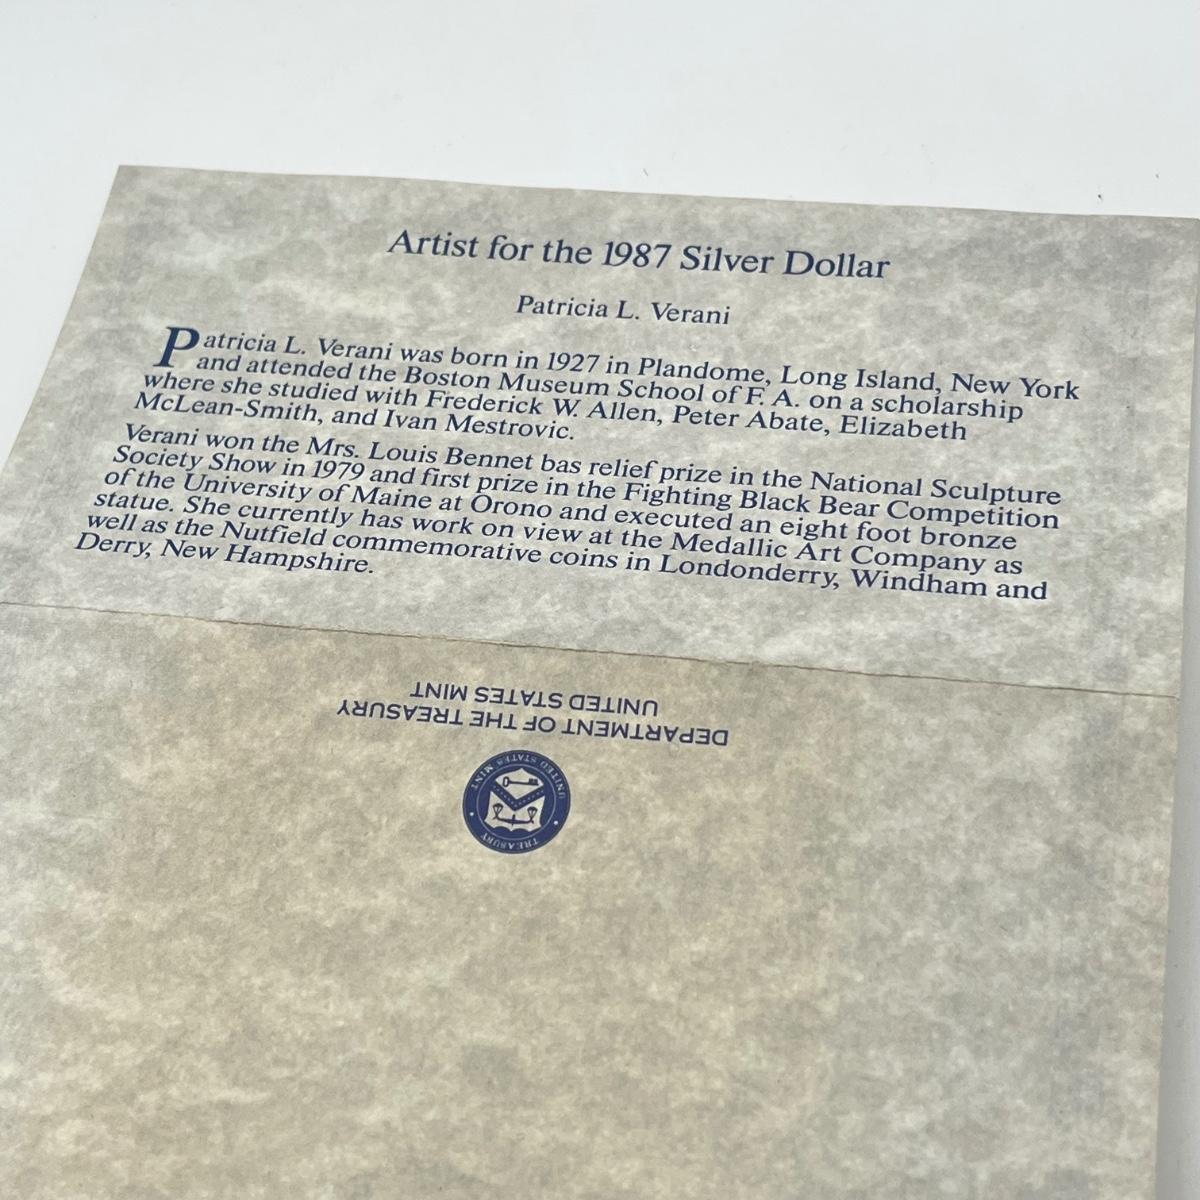 Artist for the 1987 Silver Dollar
Patricia L. Verani
Patricia L. Verani was born in 1927 in Plandome, Long Island, New York
and attended the Boston Museum School of F. A. on a scholarship
where she studied with Frederick W. Allen, Peter Abate, Elizabeth
McLean-Smith, and Ivan Mestrovic.
Verani won the Mrs. Louis Bennet bas relief prize in the National Sculpture
Society Show in 1979 and first prize in the Fighting Black Bear Competition
of the University of Maine at Orono and executed an eight foot bronze
statue. She currently has work on view at the Medallic Art Company as
well as the Nutfield commemorative coins in Londonderry, Windham and
Derry, New Hampshire.
DEPARTMENT OF THE TREASURY
UNITED STATES MINT
TREASURY
UNITED STATES MINT